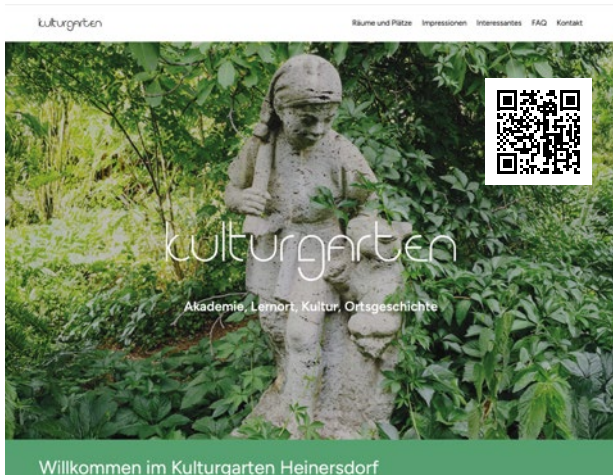 kulturgarten
Räume und Plätze Impressionen Interessantes FAQ Kontakt
kulturgarten
Akademie, Lernort, Kultur, Ortsgeschichte
Willkommen im Kulturgarten Heinersdorf